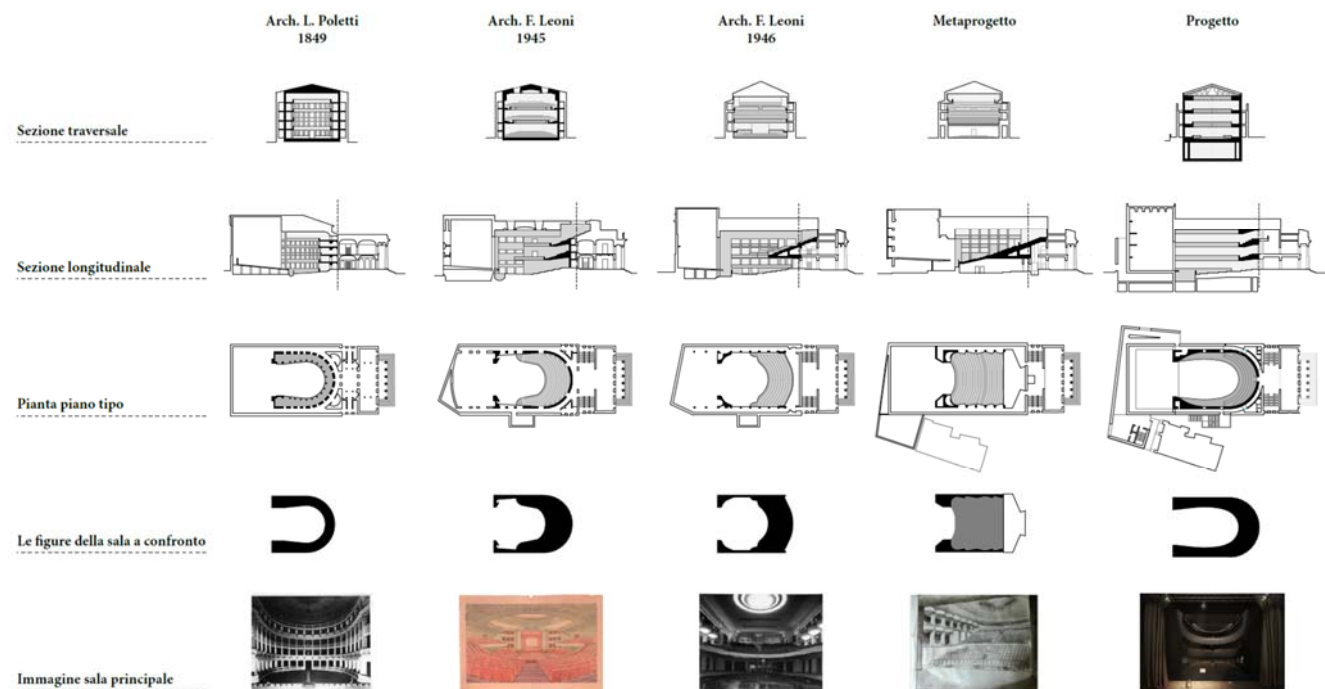 Arch. L. Poletti
1849
Arch. F. Leoni
1945
Arch. F. Leoni
1946
Metaprogetto
Progetto
Sezione traversale
Sezione longitudinale
Pianta piano tipo
Le figure della sala a confronto
Immagine sala principale